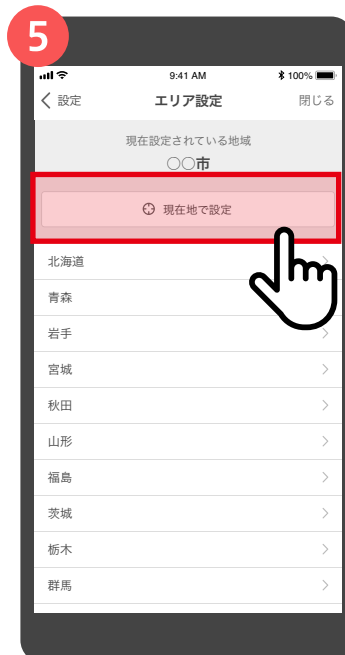 5
9:41 AM 100%
設定 エリア設定 閉じる
現在設定されている地域
〇〇市
現在地で設定
北海道
青森
岩手
宮城
秋田
山形
福島
茨城
栃木
群馬